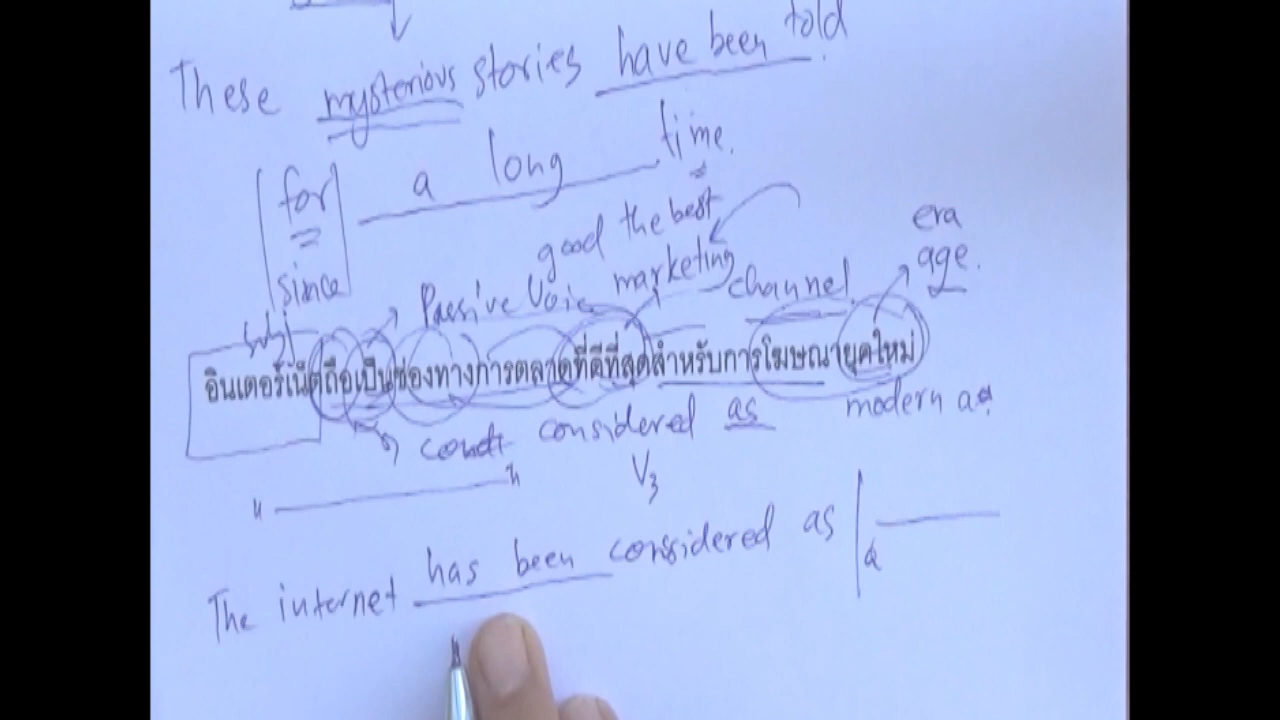 These mysterious stories have been told
for a long time.
since
good the best
era
Passive Voice marketing channel age.
subj
อินเตอร์เน็ตถือเป็นช่องทางการตลาดที่ดีที่สุดสำหรับการโฆษณายุคใหม่
considered as modern
V3
The internet has been considered as a